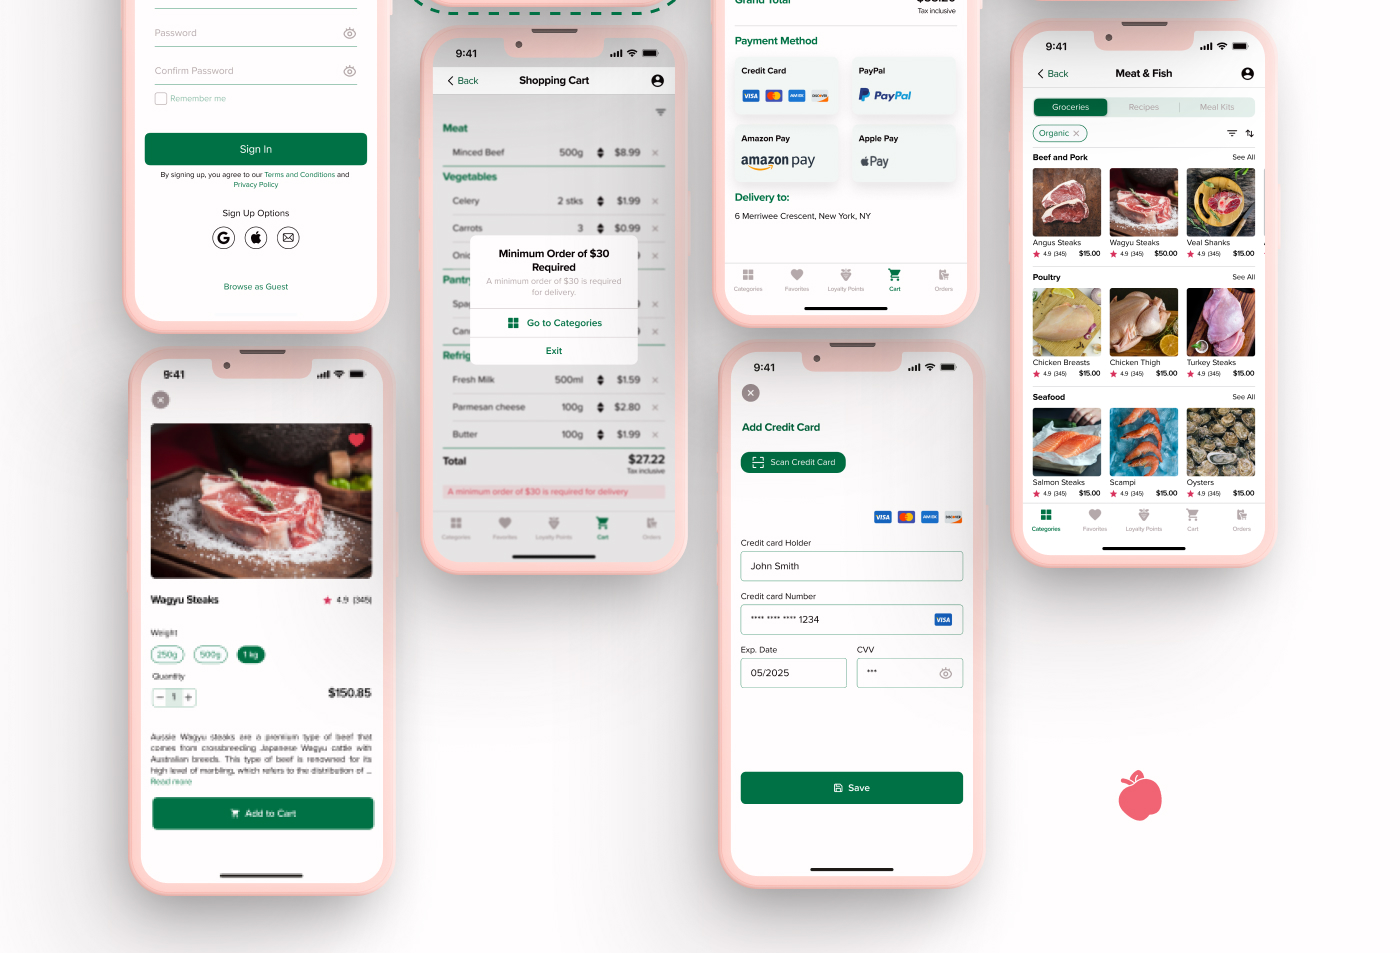 Password
Confirm Password
Remember me
Sign In
By signing up, you agree to our Terms and Conditions and
Privacy Policy
Sign Up Options
G
Browse as Guest
9:41
Back
Shopping Cart
Meat
Minced Beef 500g $8.99
Vegetables
Celery 2 stks $1.99
Carrots 3 $0.99
Minimum Order of $30
Required
A minimum order of $30 is required
for delivery.
Go to Categories
Exit
Fresh Milk 500ml $1.59
Parmesan cheese 100g $2.80
Butter 100g $1.99
Total $27.22
Tax inclusive
A minimum order of $30 is required for delivery
Categories Favorites Loyalty Points Cart Orders
Grand Total
Tax inclusive
Payment Method
Credit Card
VISA AMEX DISCOVER
PayPal
PayPal
Amazon Pay
amazon pay
Apple Pay
Pay
Delivery to:
6 Merriwee Crescent, New York, NY
Categories Favorites Loyalty Points Cart Orders
9:41
Back
Meat & Fish
Groceries Recipes Meal Kits
Organic
Beef and Pork See All
Angus Steaks Wagyu Steaks Veal Shanks
4.9 (345) $15.00 4.9 (345) $50.00 4.9 (345) $15.00
Poultry See All
Chicken Breasts Chicken Thigh Turkey Steaks
4.9 (345) $15.00 4.9 (345) $15.00 4.9 (345) $15.00
Seafood See All
Salmon Steaks Scampi Oysters
4.9 (345) $15.00 4.9 (345) $15.00 4.9 (345) $15.00
Categories Favorites Loyalty Points Cart Orders
9:41
Wagyu Steaks 4.9 (345)
Weight
250g 500g 1 kg
Quantity
1 $150.85
Aussie Wagyu steaks are a premium type of beef that
comes from crossbreeding Japanese Wagyu cattle with
Australian breeds. This type of beef is renowned for its
high level of marbling, which refers to the distribution of ...
Read more
Add to Cart
9:41
Add Credit Card
Scan Credit Card
VISA AMEX DISCOVER
Credit card Holder
John Smith
Credit card Number
**** **** **** 1234 VISA
Exp. Date CVV
05/2025 ***
Save